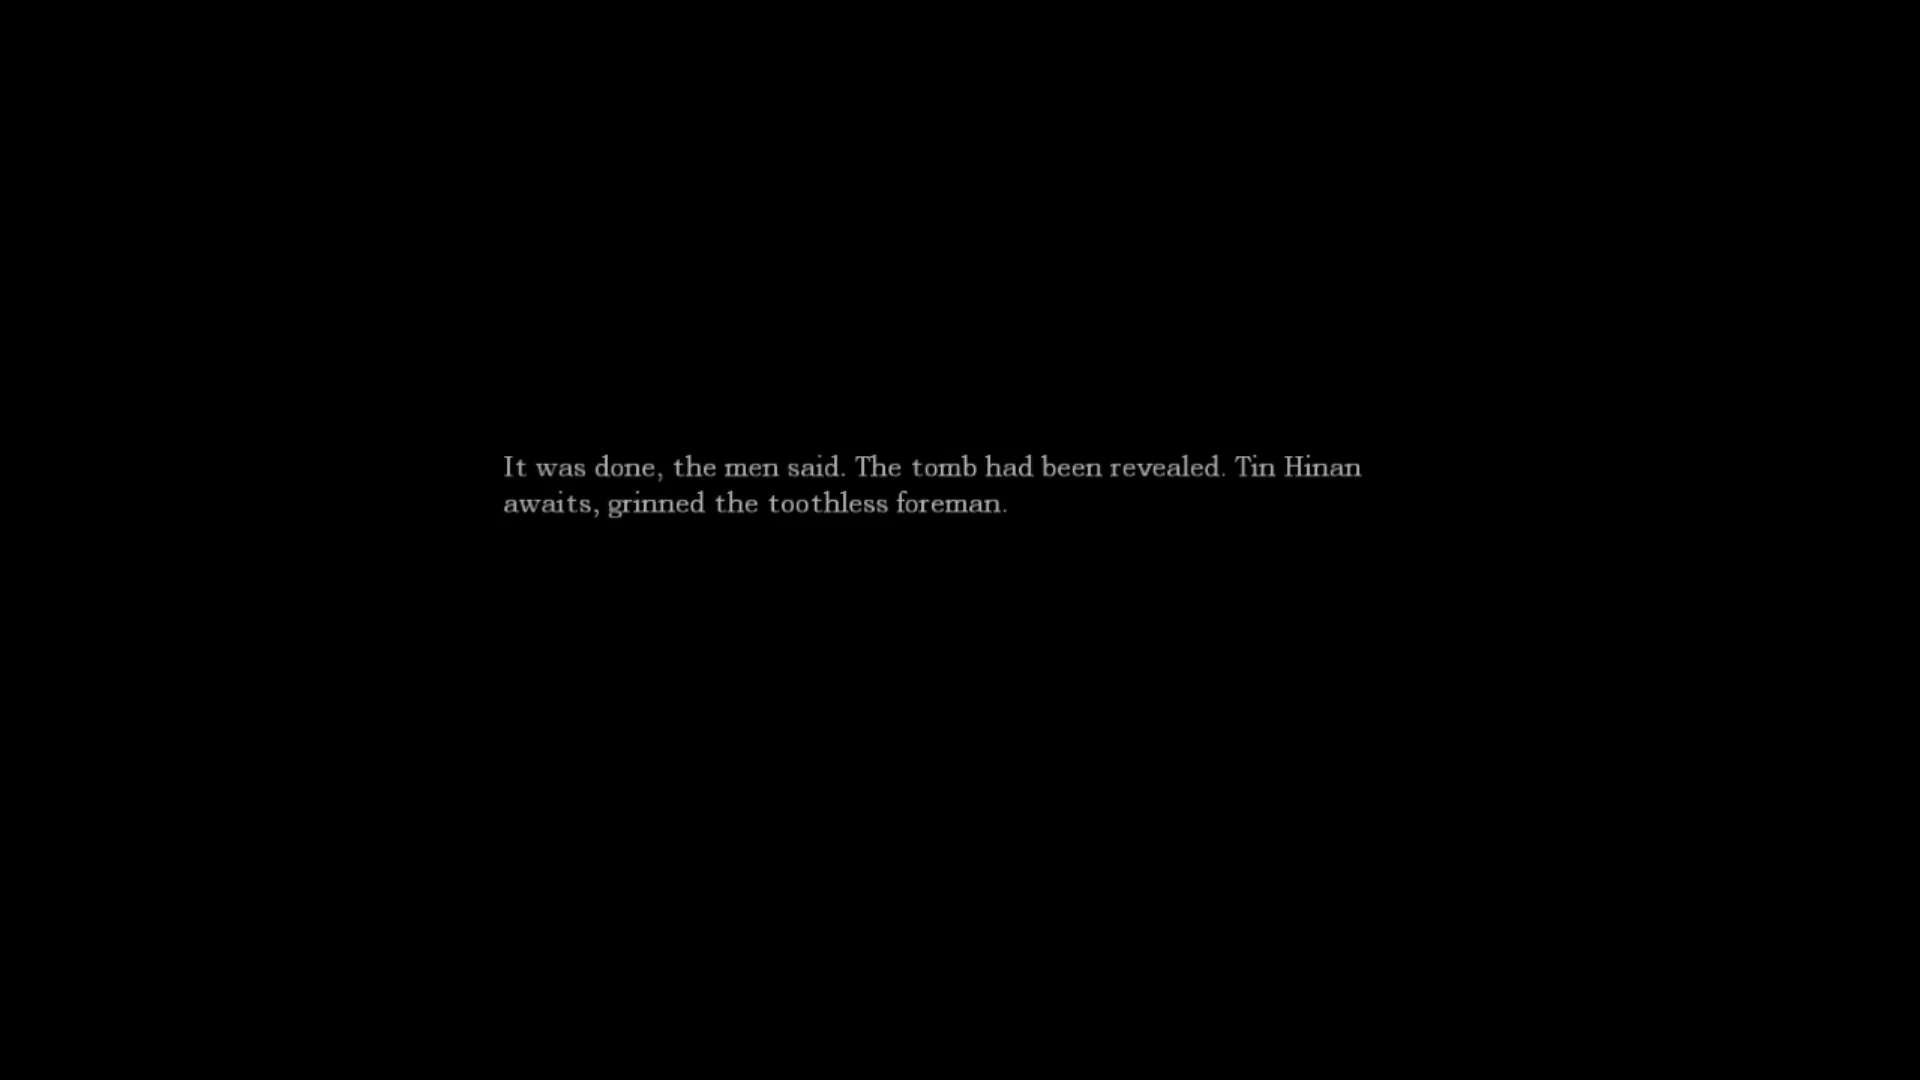 It was done, the men said. The tomb had been revealed. Tin Hinan
awaits, grinned the toothless foreman.